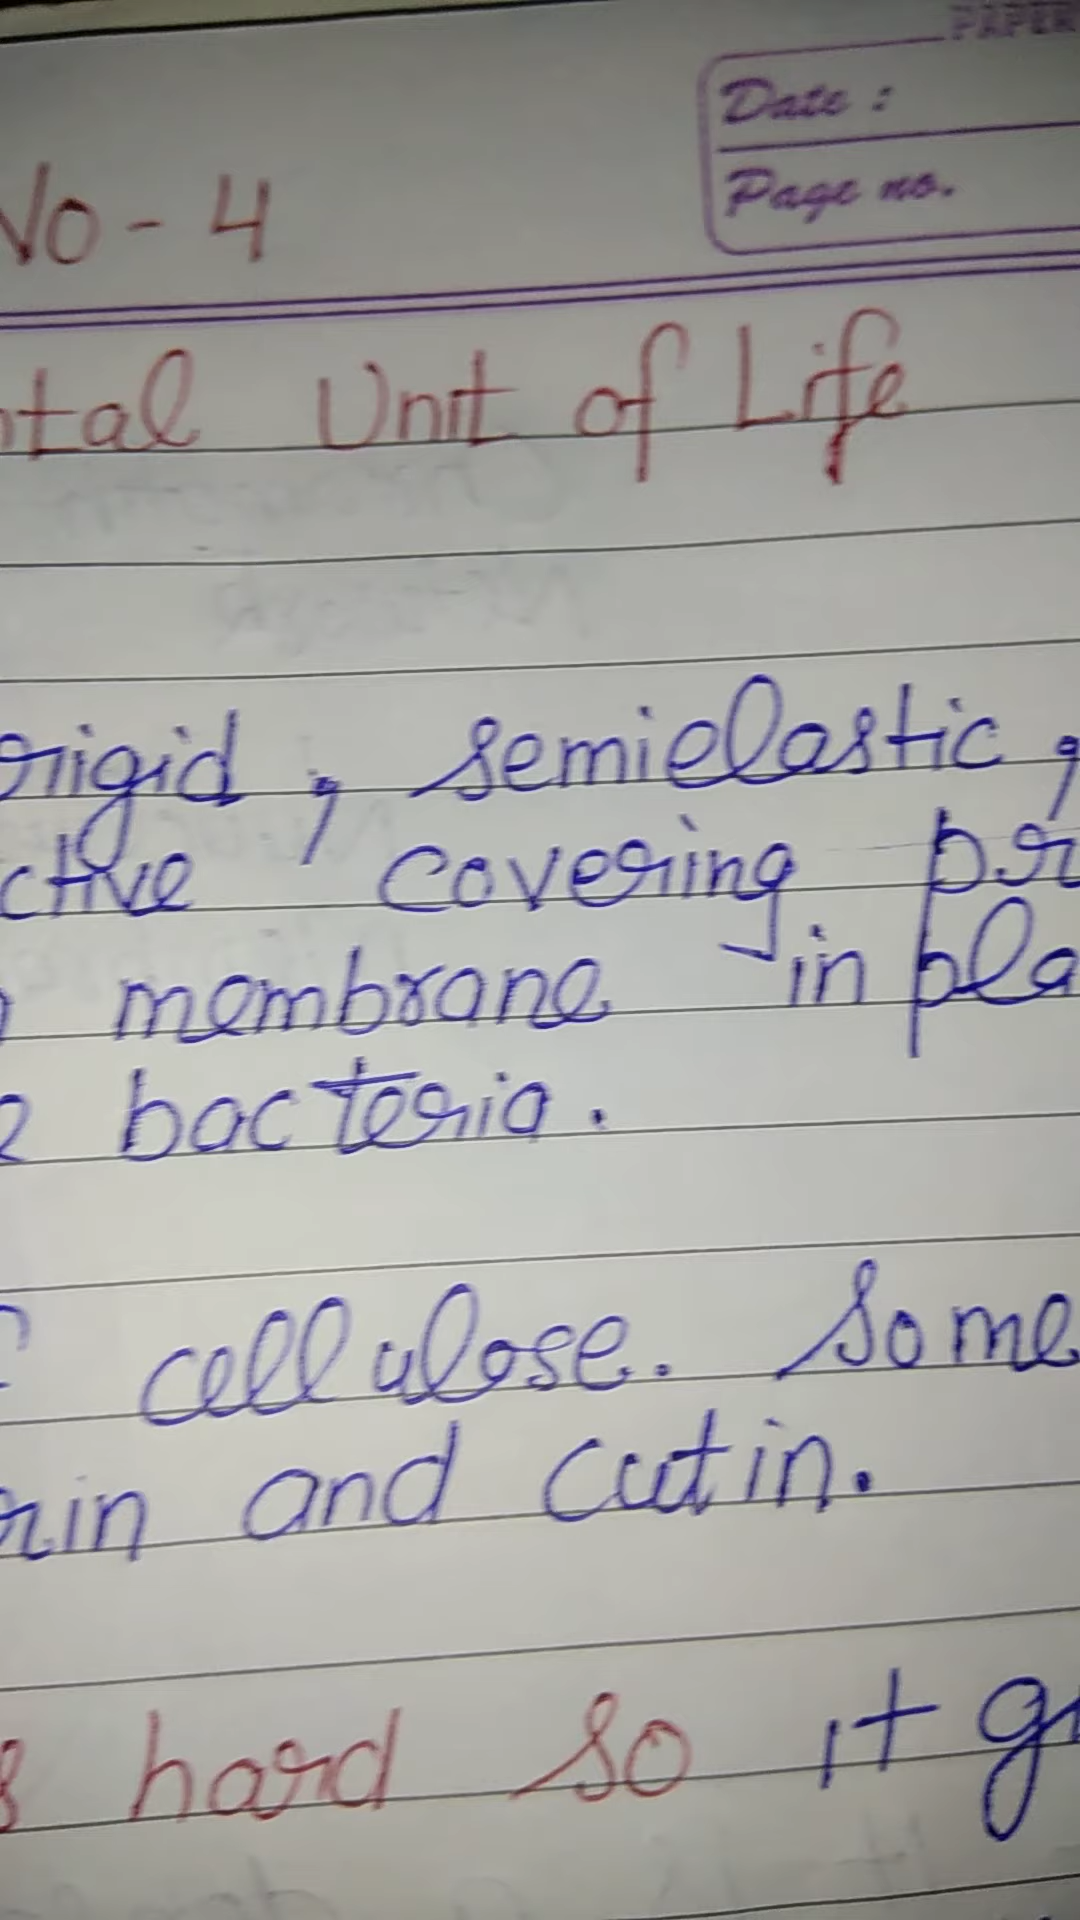 PAPER
Date :
Page no.
No - 4
tal Unit of Life
rigid, semielastic,
ctive covering pr
membrane in pla
bacteria.
cellulose. Some
rin and cutin.
hard so it g